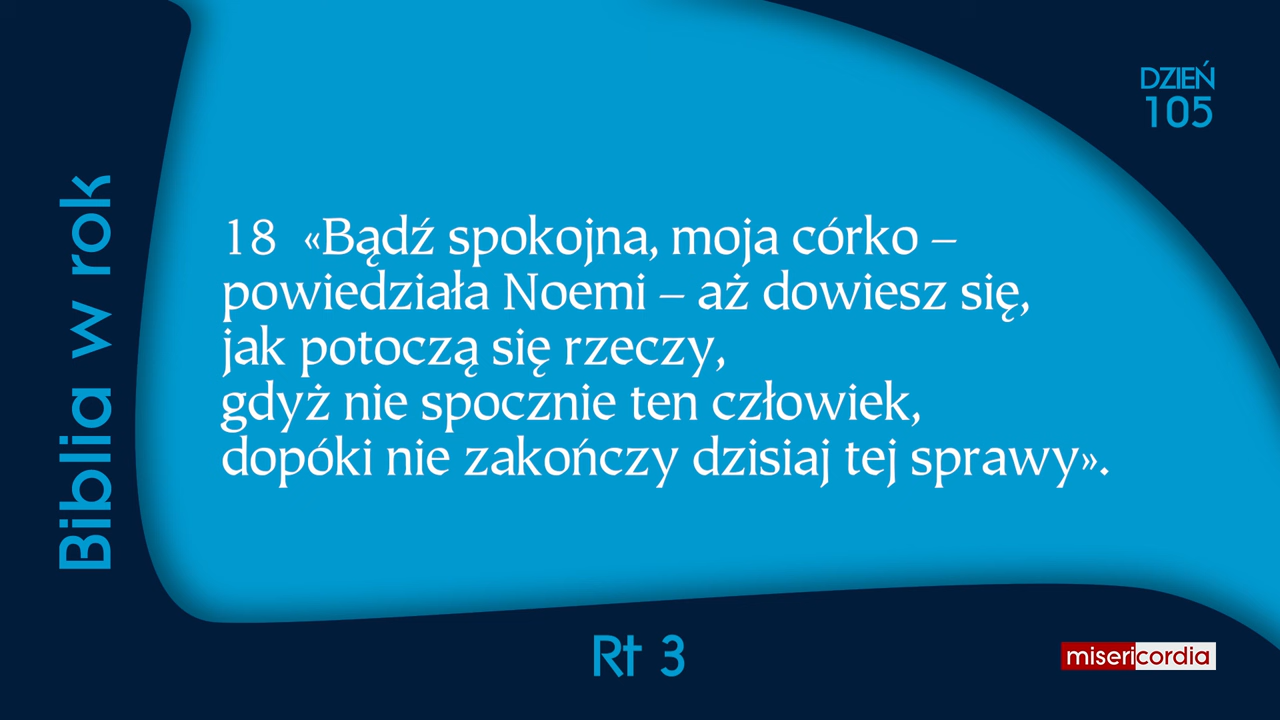 DZIEŃ
105
Biblia w rok
18 «Bądź spokojna, moja córko –
powiedziała Noemi – aż dowiesz się,
jak potoczą się rzeczy,
gdyż nie spocznie ten człowiek,
dopóki nie zakończy dzisiaj tej sprawy».
Rt 3
misericordia